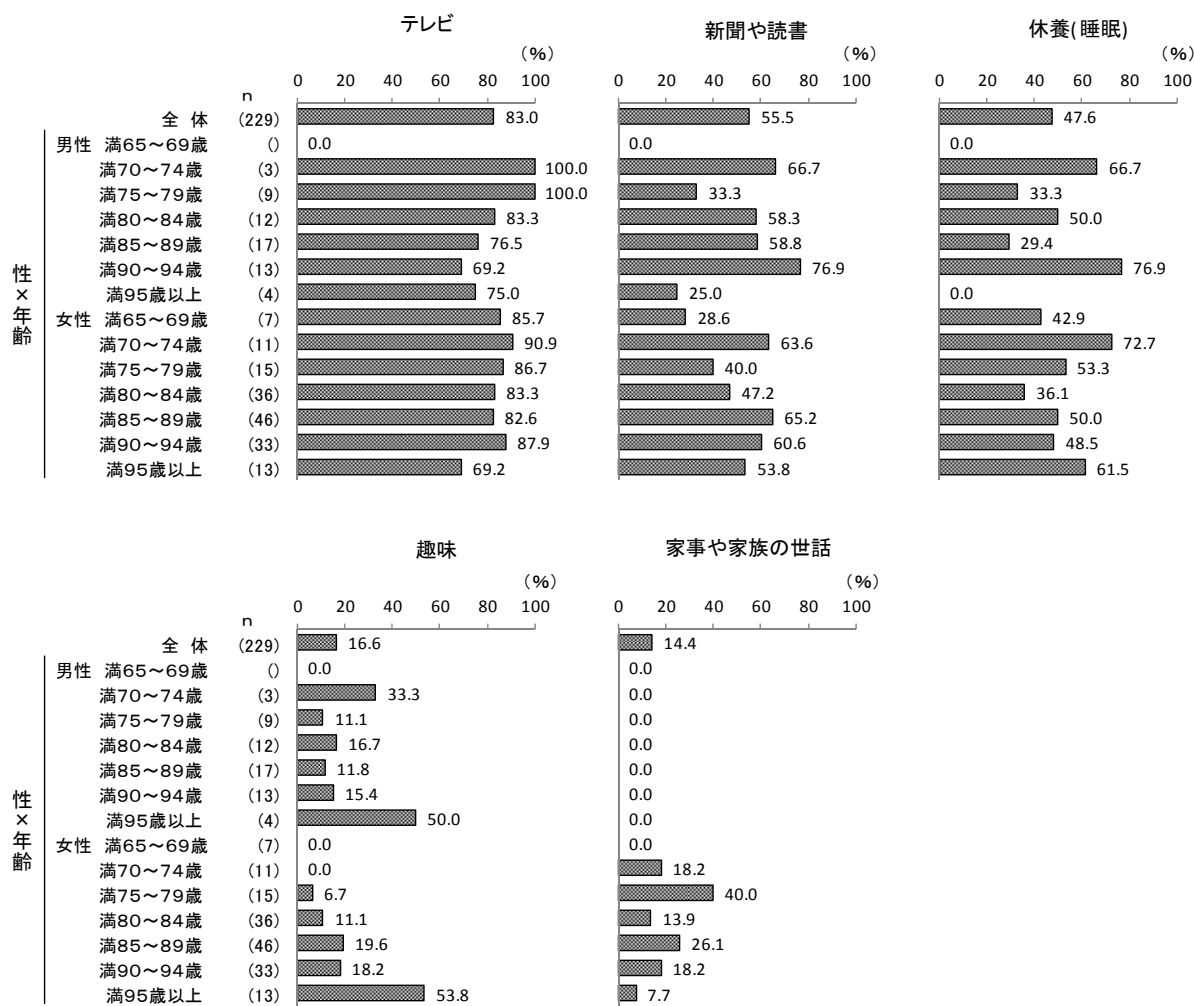 テレビ 新聞や読書 休養(睡眠)
(%) (%) (%)
n 0 20 40 60 80 100 0 20 40 60 80 100 0 20 40 60 80 100
全 体 (229) 83.0 55.5 47.6
男性 満65～69歳 () 0.0 0.0 0.0
満70～74歳 (3) 100.0 66.7 66.7
満75～79歳 (9) 100.0 33.3 33.3
満80～84歳 (12) 83.3 58.3 50.0
満85～89歳 (17) 76.5 58.8 29.4
満90～94歳 (13) 69.2 76.9 76.9
満95歳以上 (4) 75.0 25.0 0.0
女性 満65～69歳 (7) 85.7 28.6 42.9
満70～74歳 (11) 90.9 63.6 72.7
満75～79歳 (15) 86.7 40.0 53.3
満80～84歳 (36) 83.3 47.2 36.1
満85～89歳 (46) 82.6 65.2 50.0
満90～94歳 (33) 87.9 60.6 48.5
満95歳以上 (13) 69.2 53.8 61.5
性×年齢
趣味 家事や家族の世話
(%) (%)
n 0 20 40 60 80 100 0 20 40 60 80 100
全 体 (229) 16.6 14.4
男性 満65～69歳 () 0.0 0.0
満70～74歳 (3) 33.3 0.0
満75～79歳 (9) 11.1 0.0
満80～84歳 (12) 16.7 0.0
満85～89歳 (17) 11.8 0.0
満90～94歳 (13) 15.4 0.0
満95歳以上 (4) 50.0 0.0
女性 満65～69歳 (7) 0.0 0.0
満70～74歳 (11) 0.0 18.2
満75～79歳 (15) 6.7 40.0
満80～84歳 (36) 11.1 13.9
満85～89歳 (46) 19.6 26.1
満90～94歳 (33) 18.2 18.2
満95歳以上 (13) 53.8 7.7
性×年齢